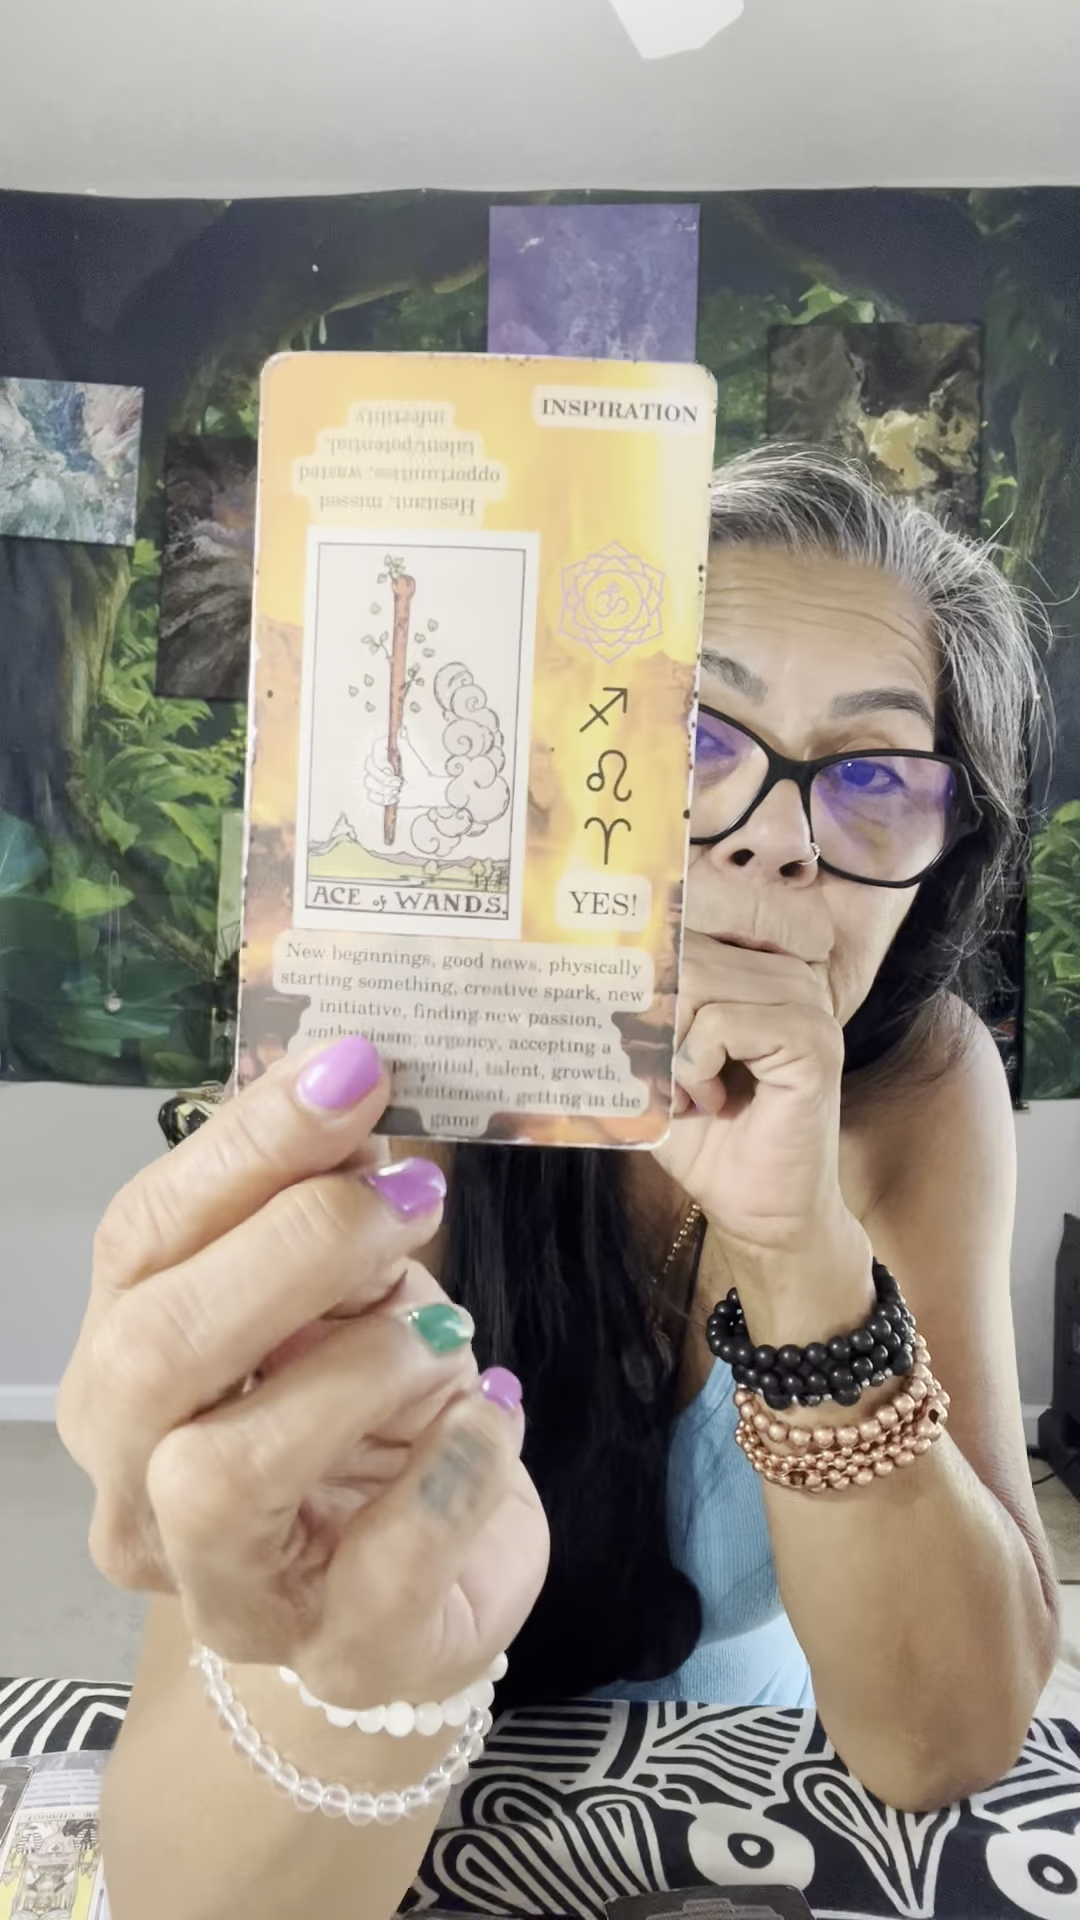 INSPIRATION
Hesitant, missed
opportunities, wasted
talent/potential,
infertility
ACE of WANDS.
YES!
New beginnings, good news, physically
starting something, creative spark, new
initiative, finding new passion,
enthusiasm, urgency, accepting a
potential, talent, growth,
excitement, getting in the
game